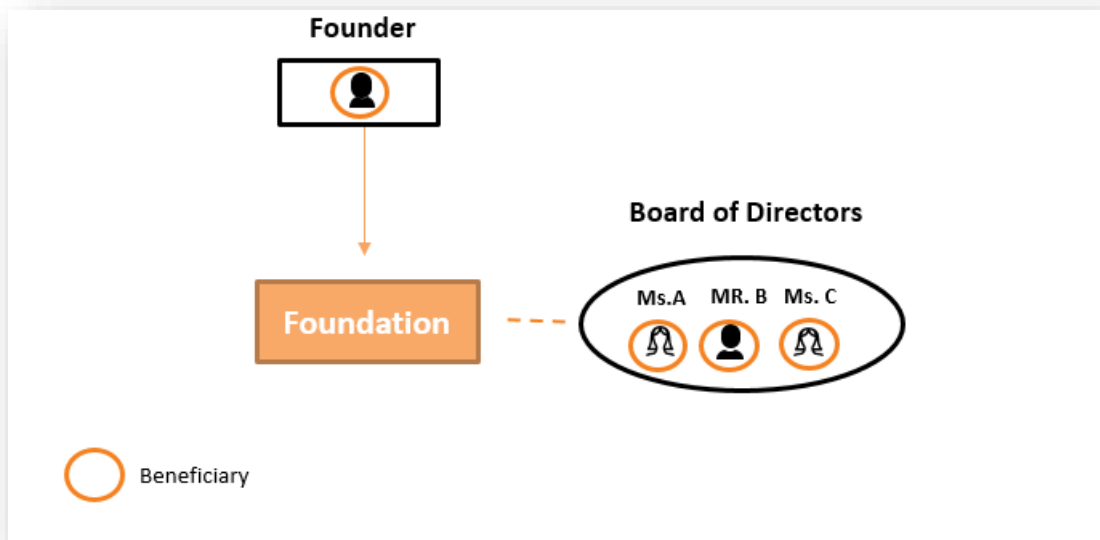 Founder
Board of Directors
Ms.A MR. B Ms. C
Foundation
Beneficiary